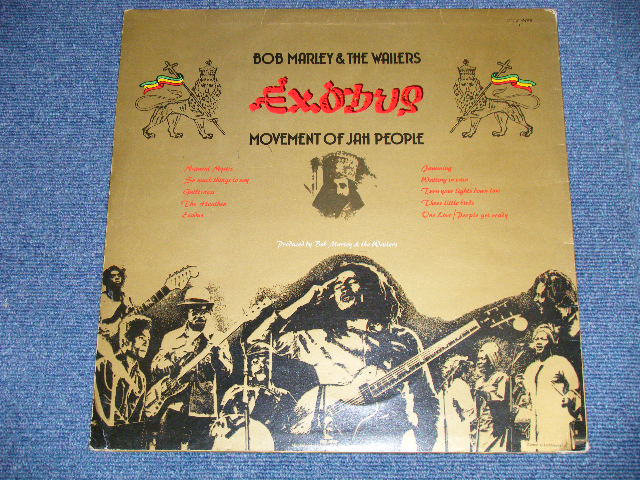 BOB MARLEY & THE WAILERS
Exodus
MOVEMENT OF JAH PEOPLE
Natural Mystic
So much things to say
Guiltiness
The Heathen
Exodus
Jamming
Waiting in vain
Turn your lights down low
Three little birds
One Love / People get ready
Produced by Bob Marley & the Wailers